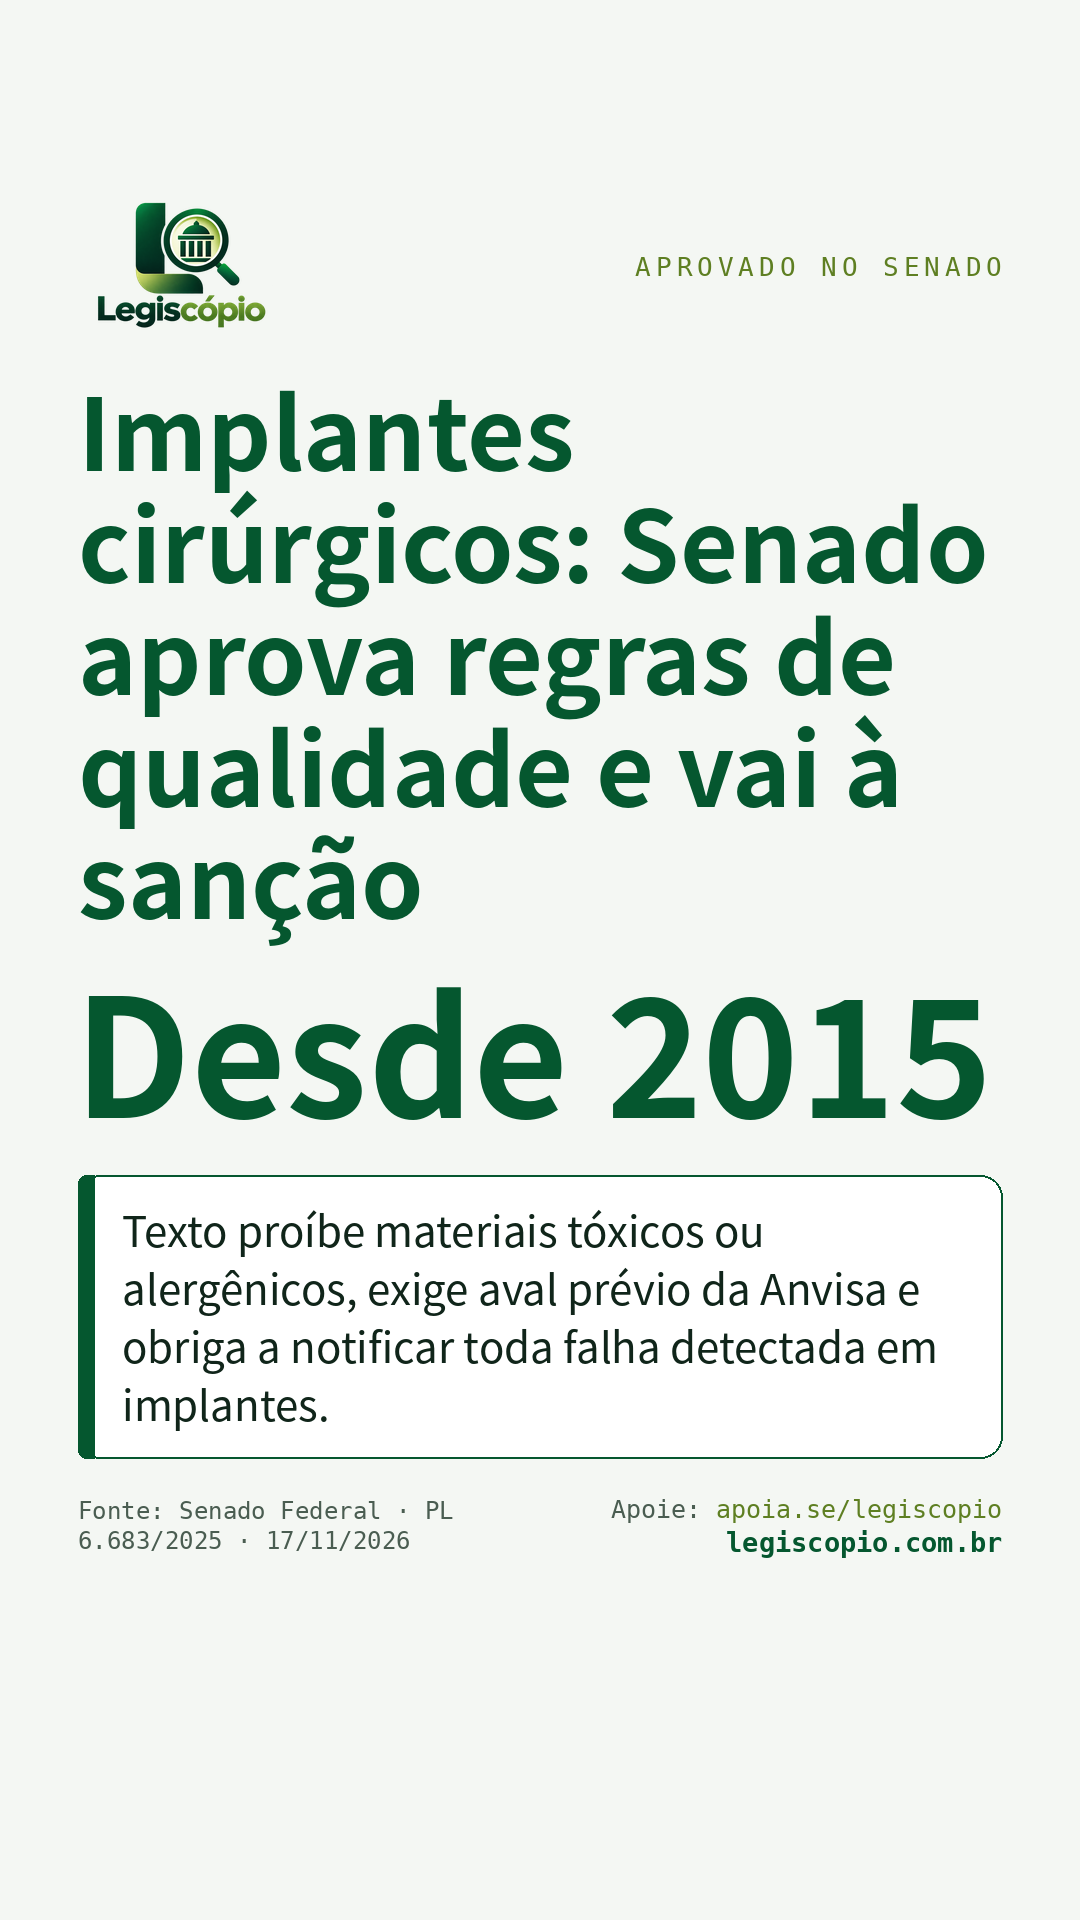 Legiscópio
APROVADO NO SENADO
Implantes
cirúrgicos: Senado
aprova regras de
qualidade e vai à
sanção
Desde 2015
Texto proíbe materiais tóxicos ou
alergênicos, exige aval prévio da Anvisa e
obriga a notificar toda falha detectada em
implantes.
Fonte: Senado Federal · PL
6.683/2025 · 17/11/2026
Apoie: apoia.se/legiscopio
legiscopio.com.br